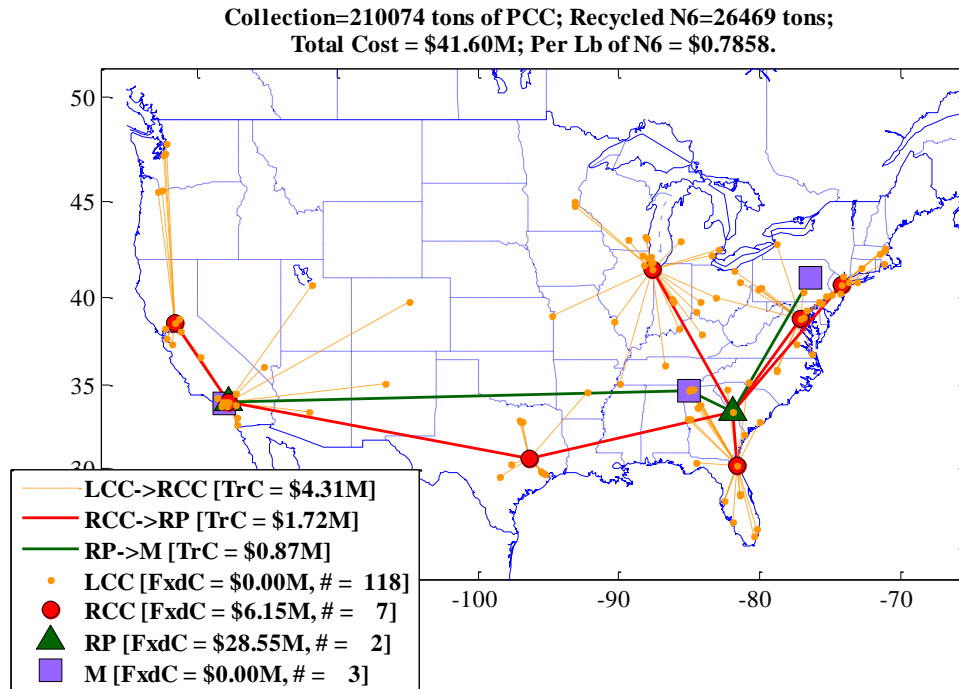 Collection=210074 tons of PCC; Recycled N6=26469 tons;
Total Cost = $41.60M; Per Lb of N6 = $0.7858.
50
45
40
35
30
LCC->RCC [TrC = $4.31M]
RCC->RP [TrC = $1.72M]
RP->M [TrC = $0.87M]
LCC [FxdC = $0.00M, # = 118]
RCC [FxdC = $6.15M, # = 7]
RP [FxdC = $28.55M, # = 2]
M [FxdC = $0.00M, # = 3]
-100 -90 -80 -70